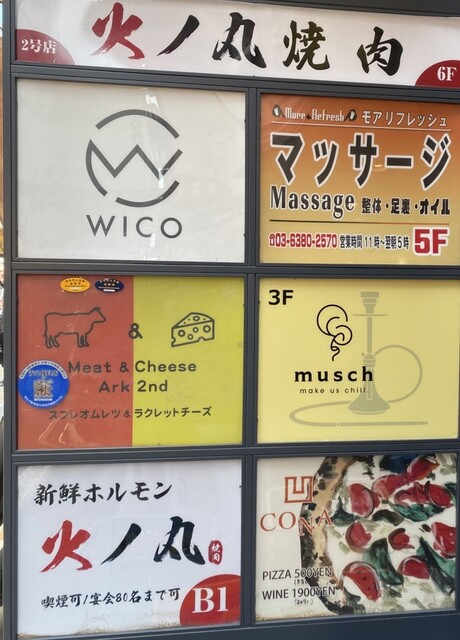 2号店
火ノ丸焼肉
6F
WICO
More Refresh モアリフレッシュ
マッサージ
Massage 整体・足裏・オイル
☎03-6380-2570 営業時間 11時~翌朝5時 5F
&
Meat & Cheese
Ark 2nd
スフレオムレツ&ラクレットチーズ
3F
musch
make us chill
新鮮ホルモン
火ノ丸
焼肉
喫煙可/宴会80名まで可
B1
CONA
PIZZA 500YEN
WINE 1900YEN